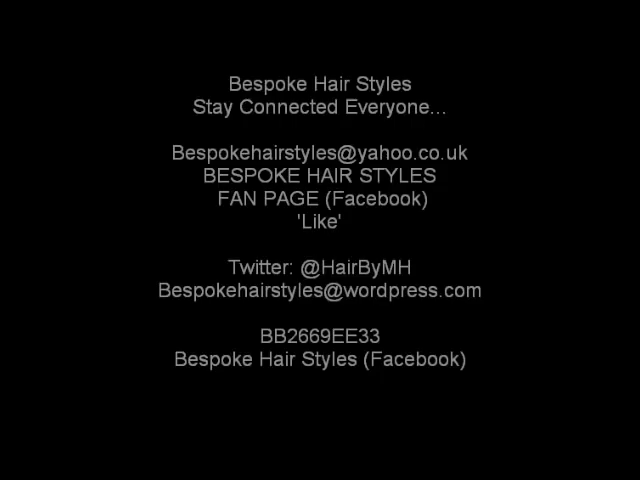 Bespoke Hair Styles
Stay Connected Everyone...
Bespokehairstyles@yahoo.co.uk
BESPOKE HAIR STYLES
FAN PAGE (Facebook)
'Like'
Twitter: @HairByMH
Bespokehairstyles@wordpress.com
BB2669EE33
Bespoke Hair Styles (Facebook)